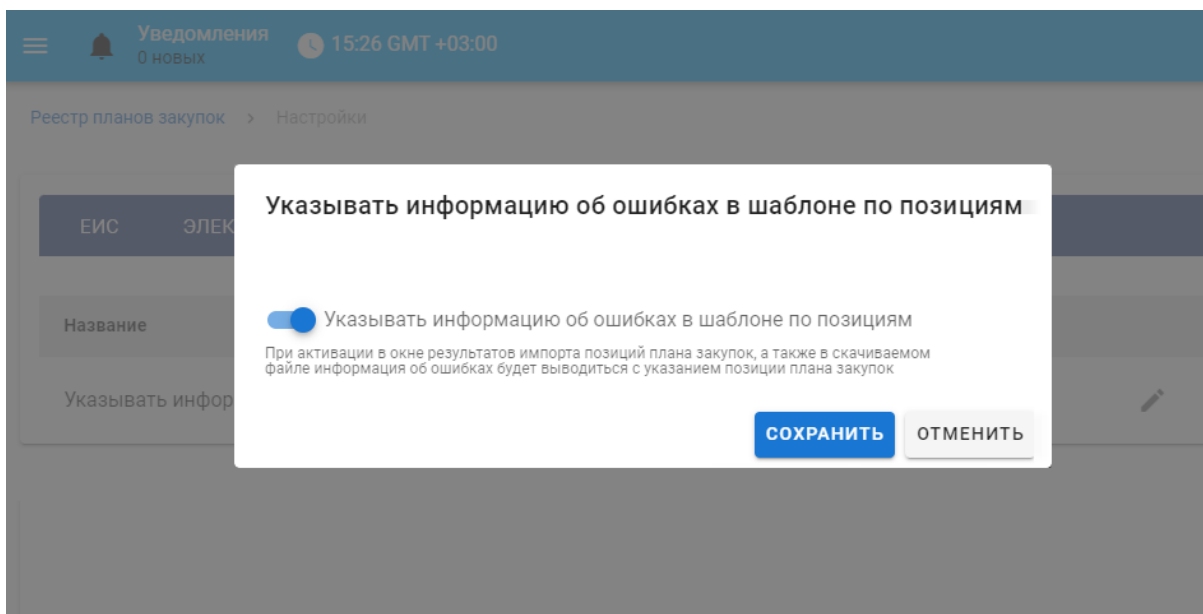 Уведомления
0 новых
15:26 GMT +03:00
Реестр планов закупок > Настройки
Указывать информацию об ошибках в шаблоне по позициям
ЕИС ЭЛЕК
Название
Указывать информацию об ошибках в шаблоне по позициям
При активации в окне результатов импорта позиций плана закупок, а также в скачиваемом
файле информация об ошибках будет выводиться с указанием позиции плана закупок
Указывать инфор
СОХРАНИТЬ ОТМЕНИТЬ